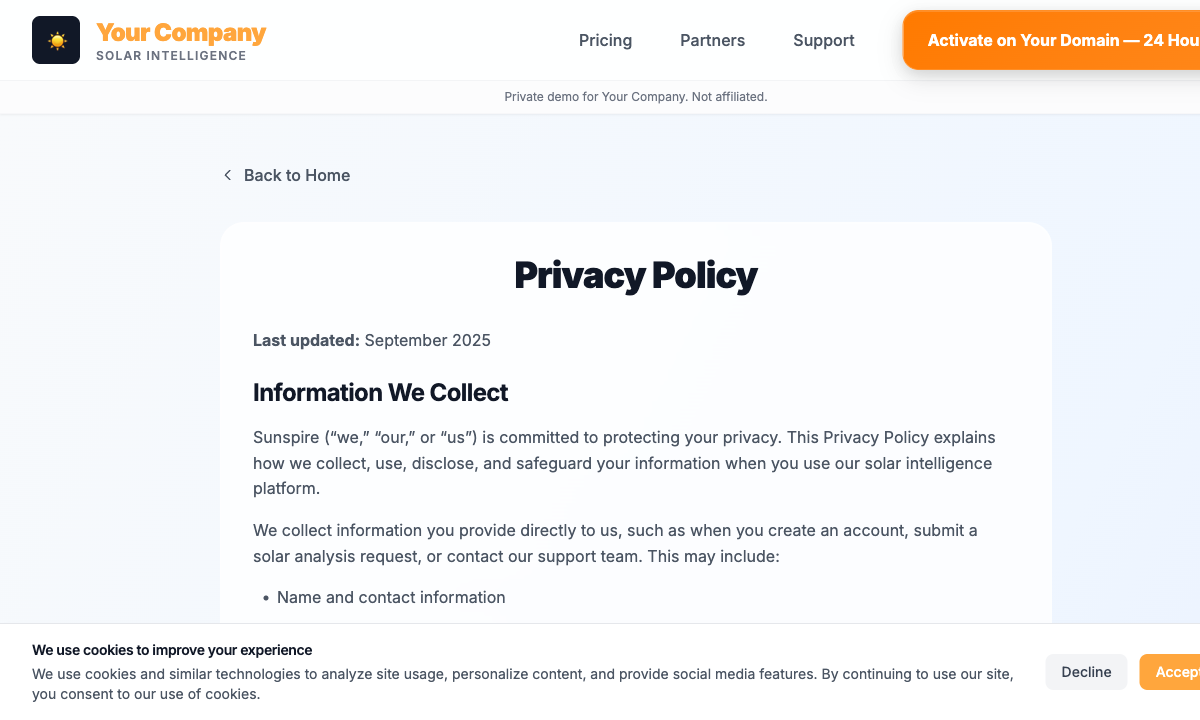 Your Company
SOLAR INTELLIGENCE
Pricing
Partners
Support
Activate on Your Domain — 24 Hou
Private demo for Your Company. Not affiliated.
Back to Home
Privacy Policy
Last updated: September 2025
Information We Collect
Sunspire (“we,” “our,” or “us”) is committed to protecting your privacy. This Privacy Policy explains
how we collect, use, disclose, and safeguard your information when you use our solar intelligence
platform.
We collect information you provide directly to us, such as when you create an account, submit a
solar analysis request, or contact our support team. This may include:
• Name and contact information
We use cookies to improve your experience
We use cookies and similar technologies to analyze site usage, personalize content, and provide social media features. By continuing to use our site,
you consent to our use of cookies.
Decline
Accep